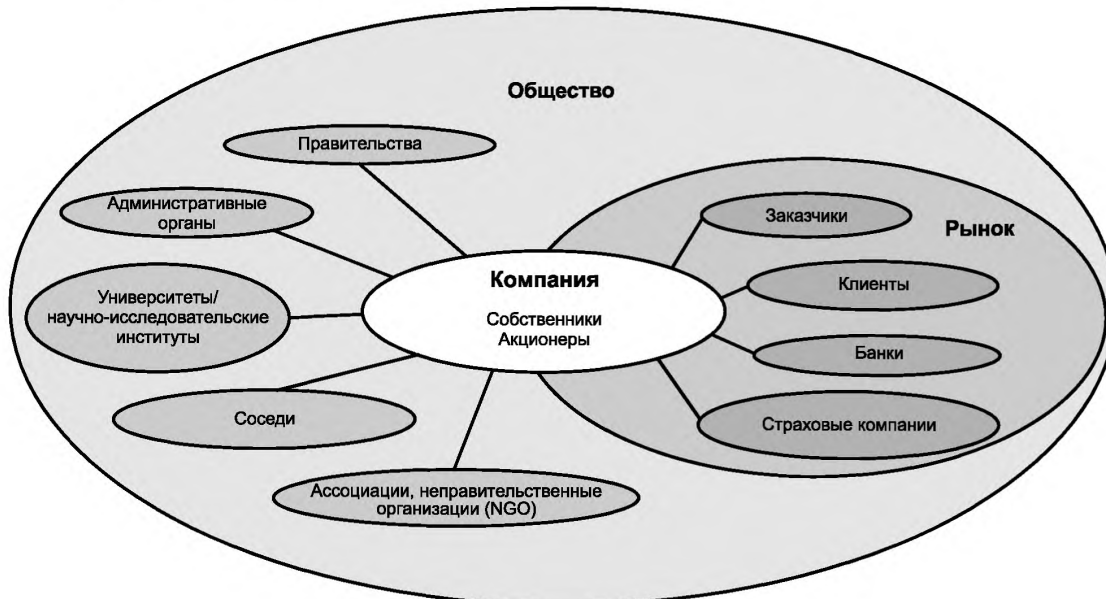 Общество
Правительства
Административные
органы
Университеты/
научно-исследовательские
институты
Соседи
Ассоциации, неправительственные
организации (NGO)
Компания
Собственники
Акционеры
Рынок
Заказчики
Клиенты
Банки
Страховые компании